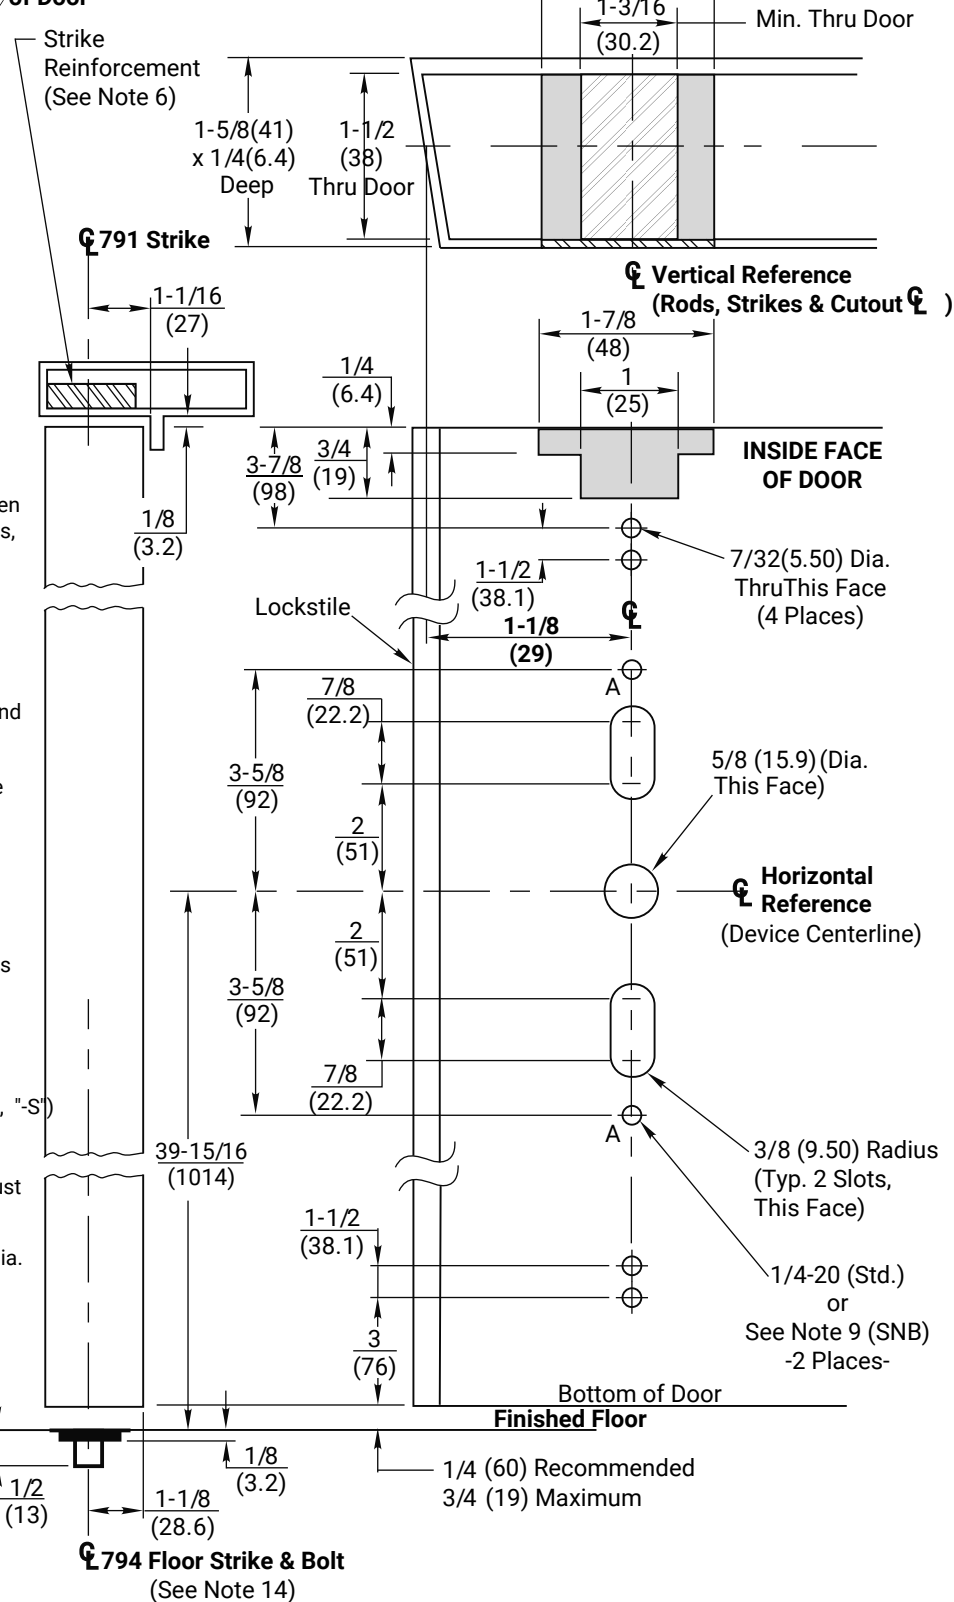 of Door
Strike
Reinforcement
(See Note 6)
1-3/16
(30.2)
Min. Thru Door
1-5/8(41)
x 1/4(6.4)
Deep
1-1/2
(38)
Thru Door
℄ 791 Strike
1-1/16
(27)
℄ Vertical Reference
(Rods, Strikes & Cutout ℄ )
1-7/8
(48)
1/4
(6.4)
1
(25)
3-7/8
(98)
3/4
(19)
INSIDE FACE
OF DOOR
en
s,
1/8
(3.2)
1-1/2
(38.1)
7/32(5.50) Dia.
ThruThis Face
(4 Places)
Lockstile
℄
1-1/8
(29)
A
7/8
(22.2)
nd
3-5/8
(92)
5/8 (15.9)(Dia.
This Face)
e
2
(51)
℄ Horizontal
Reference
(Device Centerline)
2
(51)
s
3-5/8
(92)
7/8
(22.2)
, "-S")
A
39-15/16
(1014)
3/8 (9.50) Radius
(Typ. 2 Slots,
This Face)
ust
1-1/2
(38.1)
ia.
1/4-20 (Std.)
or
See Note 9 (SNB)
-2 Places-
3
(76)
Bottom of Door
Finished Floor
1/8
(3.2)
1/4 (60) Recommended
3/4 (19) Maximum
1/2
(13)
1-1/8
(28.6)
℄ 794 Floor Strike & Bolt
(See Note 14)